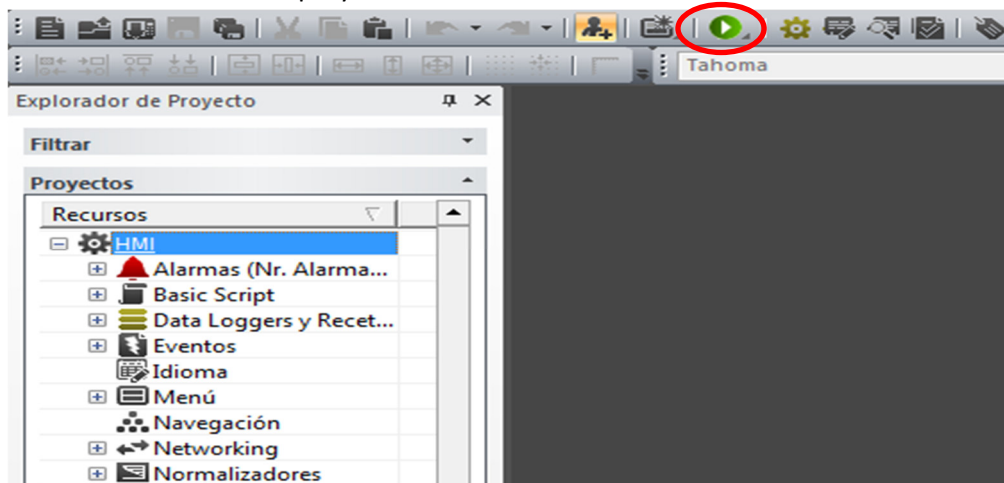 Tahoma
Explorador de Proyecto
Filtrar
Proyectos
Recursos
HMI
Alarmas (Nr. Alarma...
Basic Script
Data Loggers y Recet...
Eventos
Idioma
Menú
Navegación
Networking
Normalizadores